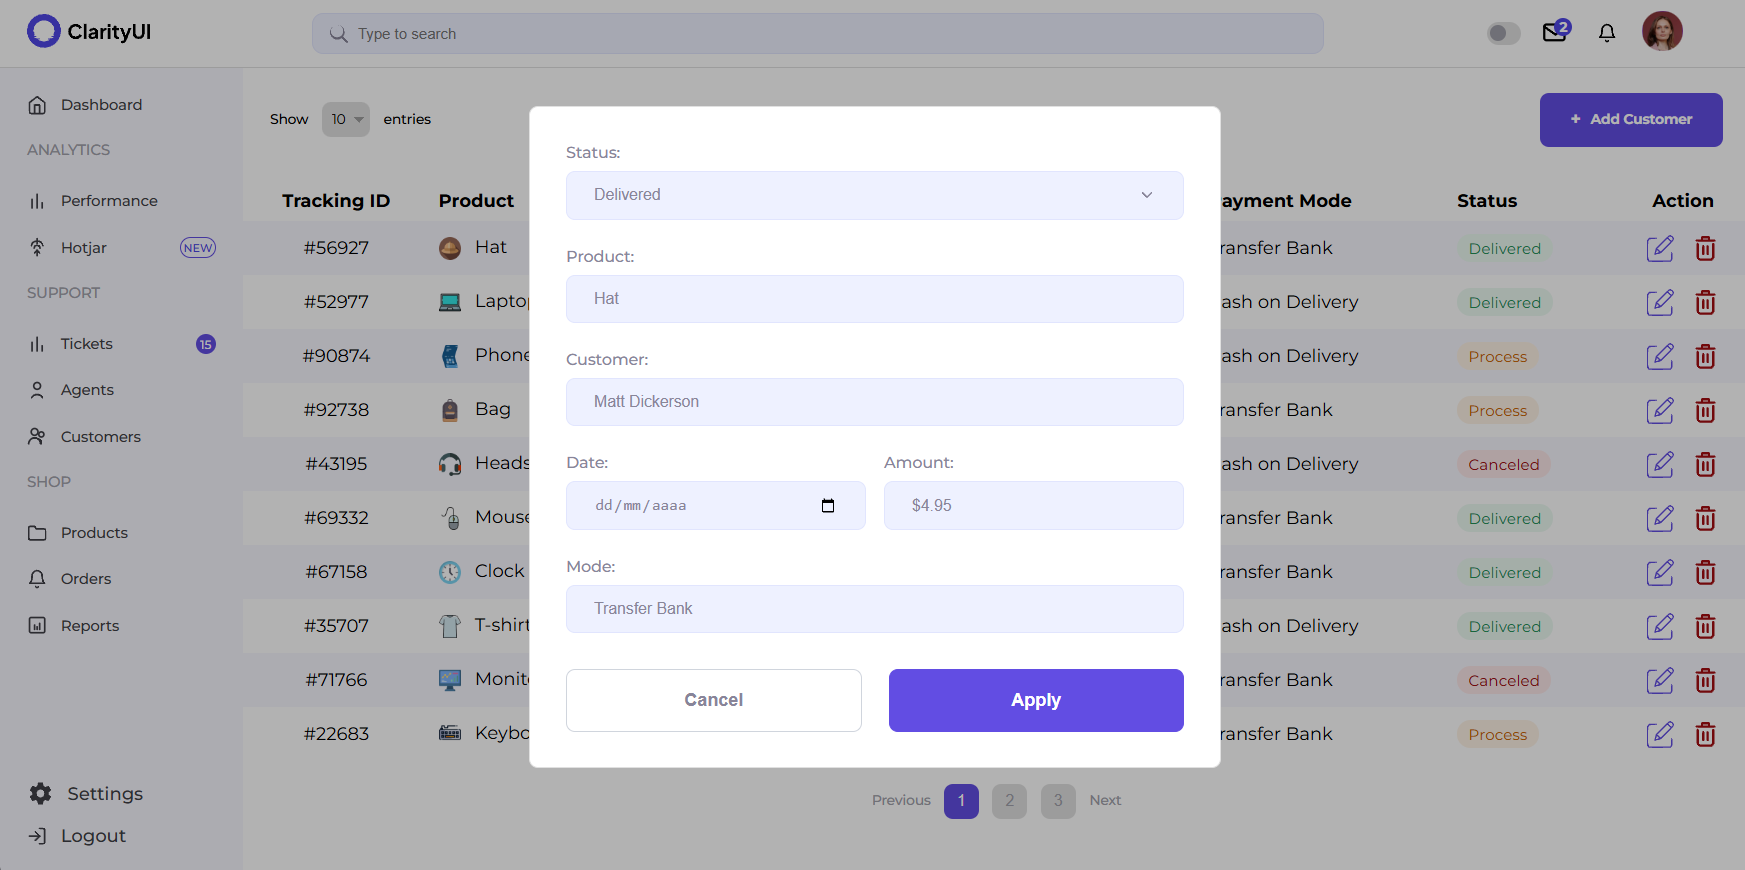 ClarityUI
Type to search
2
Dashboard
ANALYTICS
Performance
Hotjar NEW
SUPPORT
Tickets 15
Agents
Customers
SHOP
Products
Orders
Reports
Settings
Logout
Show 10 entries
+ Add Customer
Tracking ID Product ayment Mode Status Action
#56927 Hat ransfer Bank Delivered
#52977 Laptop ash on Delivery Delivered
#90874 Phone ash on Delivery Process
#92738 Bag ransfer Bank Process
#43195 Heads ash on Delivery Canceled
#69332 Mouse ransfer Bank Delivered
#67158 Clock ransfer Bank Delivered
#35707 T-shirt ash on Delivery Delivered
#71766 Monit ransfer Bank Canceled
#22683 Keybo ransfer Bank Process
Status:
Delivered
Product:
Hat
Customer:
Matt Dickerson
Date: Amount:
dd/mm/aaaa $4.95
Mode:
Transfer Bank
Cancel Apply
Previous 1 2 3 Next